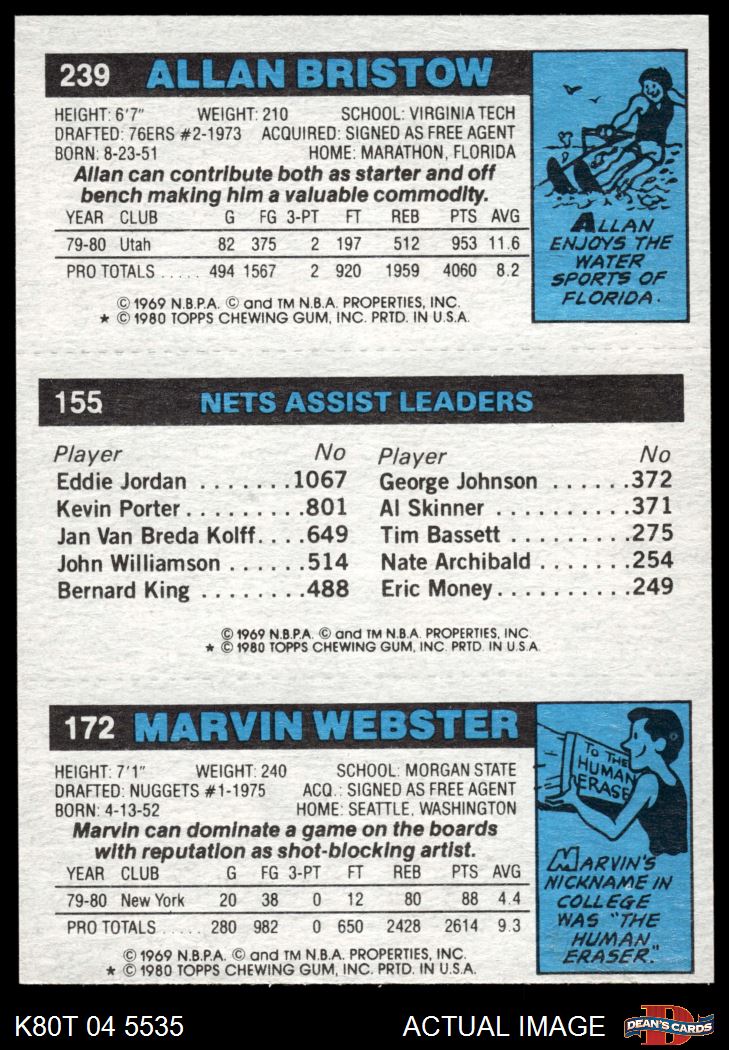 239 ALLAN BRISTOW
HEIGHT: 6'7" WEIGHT: 210 SCHOOL: VIRGINIA TECH
DRAFTED: 76ERS #2-1973 ACQUIRED: SIGNED AS FREE AGENT
BORN: 8-23-51 HOME: MARATHON, FLORIDA
Allan can contribute both as starter and off
bench making him a valuable commodity.
YEAR CLUB G FG 3-PT FT REB PTS AVG
79-80 Utah 82 375 2 197 512 953 11.6
PRO TOTALS ..... 494 1567 2 920 1959 4060 8.2
© 1969 N.B.P.A. © and TM N.B.A. PROPERTIES, INC.
★ © 1980 TOPPS CHEWING GUM, INC. PRTD. IN U.S.A.
ALLAN
ENJOYS THE
WATER
SPORTS OF
FLORIDA.
155 NETS ASSIST LEADERS
Player No Player No
Eddie Jordan .......1067 George Johnson ......372
Kevin Porter.........801 Al Skinner ..........371
Jan Van Breda Kolff....649 Tim Bassett .........275
John Williamson ......514 Nate Archibald .......254
Bernard King ........488 Eric Money..........249
© 1969 N.B.P.A. © and TM N.B.A. PROPERTIES, INC.
★ © 1980 TOPPS CHEWING GUM, INC. PRTD. IN U.S.A.
172 MARVIN WEBSTER
HEIGHT: 7'1" WEIGHT: 240 SCHOOL: MORGAN STATE
DRAFTED: NUGGETS #1-1975 ACQ.: SIGNED AS FREE AGENT
BORN: 4-13-52 HOME: SEATTLE, WASHINGTON
Marvin can dominate a game on the boards
with reputation as shot-blocking artist.
YEAR CLUB G FG 3-PT FT REB PTS AVG
79-80 New York 20 38 0 12 80 88 4.4
PRO TOTALS ..... 280 982 0 650 2428 2614 9.3
© 1969 N.B.P.A. © and TM N.B.A. PROPERTIES, INC.
★ © 1980 TOPPS CHEWING GUM, INC. PRTD. IN U.S.A.
TO THE
HUMAN
ERASE
MARVIN'S
NICKNAME IN
COLLEGE
WAS "THE
HUMAN
ERASER."
K80T 04 5535 ACTUAL IMAGE DEAN'S CARDS